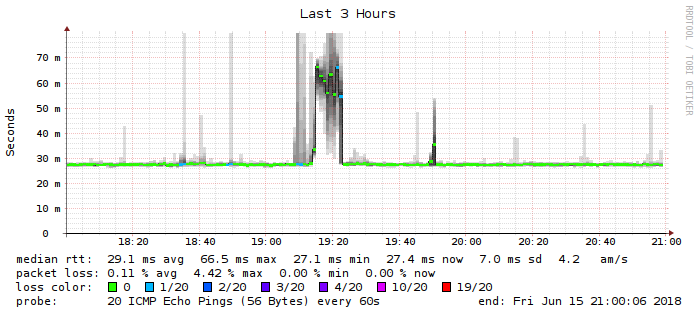 Last 3 Hours
RRDTOOL / TOBI OETIKER
Seconds
70 m
60 m
50 m
40 m
30 m
20 m
10 m
0
18:20 18:40 19:00 19:20 19:40 20:00 20:20 20:40 21:00
median rtt: 29.1 ms avg 66.5 ms max 27.1 ms min 27.4 ms now 7.0 ms sd 4.2 am/s
packet loss: 0.11 % avg 4.42 % max 0.00 % min 0.00 % now
loss color: 0 1/20 2/20 3/20 4/20 10/20 19/20
probe: 20 ICMP Echo Pings (56 Bytes) every 60s end: Fri Jun 15 21:00:06 2018